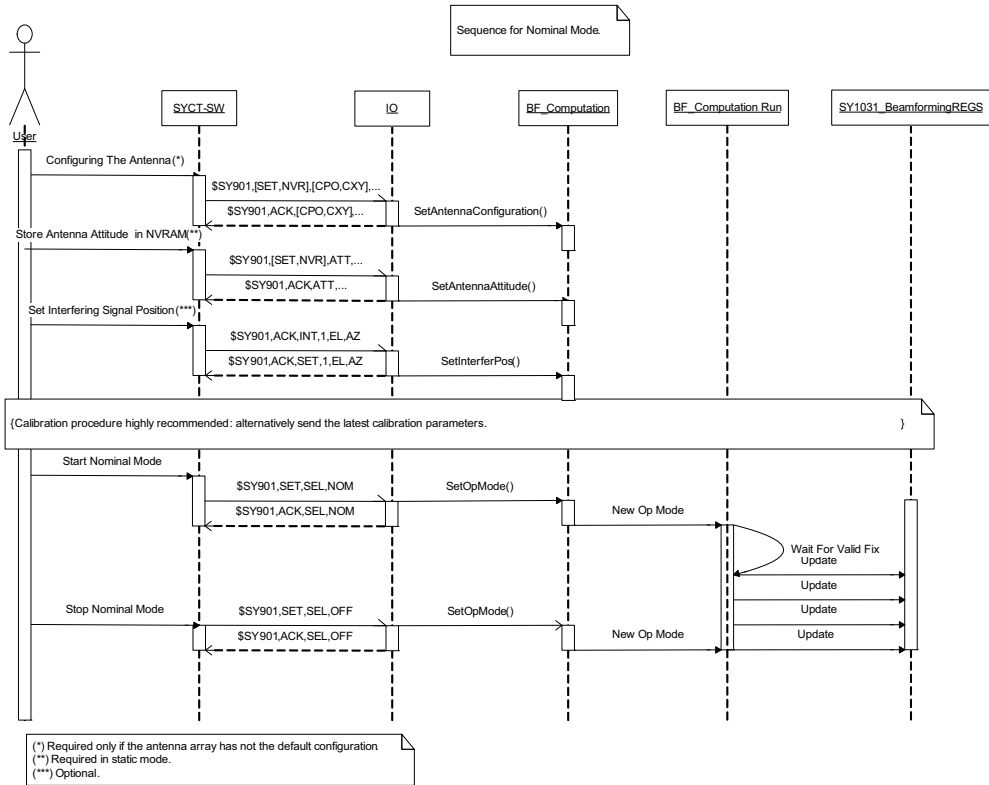 Sequence for Nominal Mode.
User
SYCT-SW
IO
BF_Computation
BF_Computation Run
SY1031_BeamformingREGS
Configuring The Antenna(*)
$SY901,[SET,NVR],[CPO,CXY],...
$SY901,ACK,[CPO,CXY],...
SetAntennaConfiguration()
Store Antenna Attitude in NVRAM(**)
$SY901,[SET,NVR],ATT,...
$SY901,ACK,ATT,...
SetAntennaAttitude()
Set Interfering Signal Position(***)
$SY901,ACK,INT,1,EL,AZ
$SY901,ACK,SET,1,EL,AZ
SetInterferPos()
{Calibration procedure highly recommended: alternatively send the latest calibration parameters. }
Start Nominal Mode
$SY901,SET,SEL,NOM
SetOpMode()
$SY901,ACK,SEL,NOM
New Op Mode
Wait For Valid Fix
Update
Update
Update
Stop Nominal Mode
$SY901,SET,SEL,OFF
SetOpMode()
$SY901,ACK,SEL,OFF
New Op Mode
Update
(*) Required only if the antenna array has not the default configuration.
(**) Required in static mode.
(***) Optional.